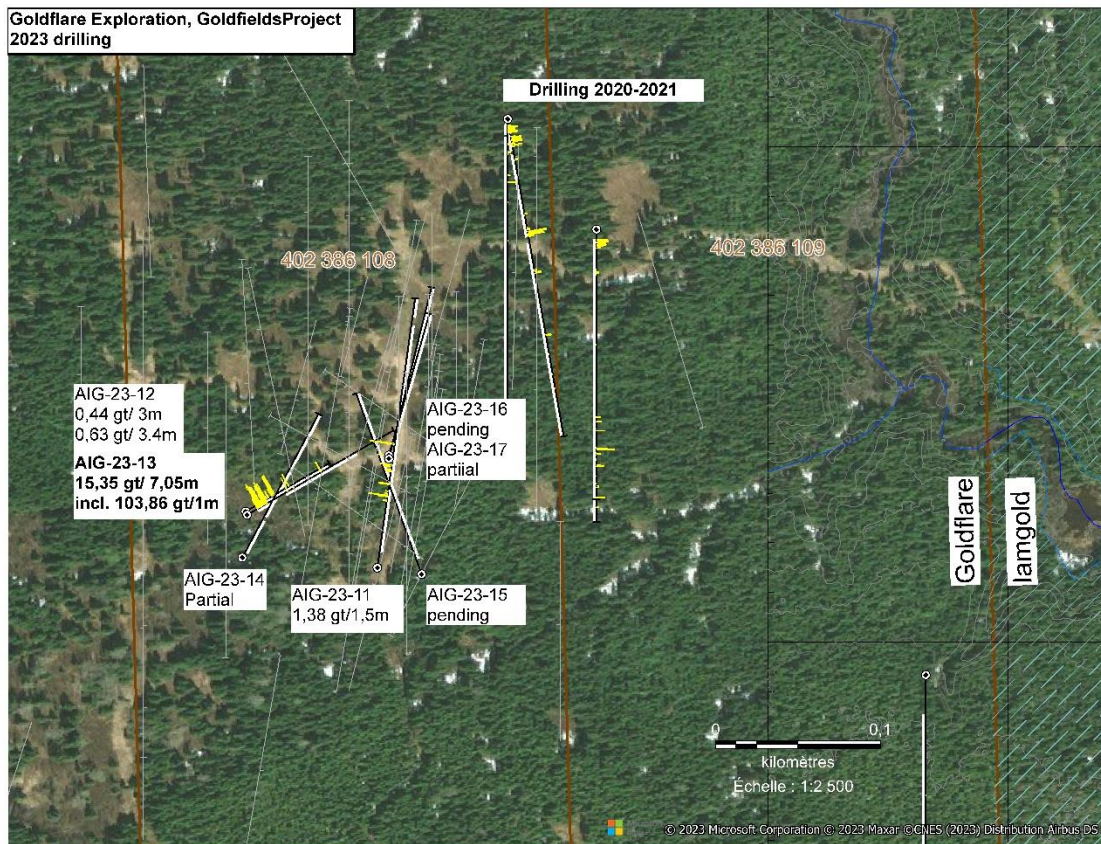 Goldflare Exploration, GoldfieldsProject
2023 drilling
Drilling 2020-2021
402 386 108
402 386 109
AIG-23-12
0,44 gt/ 3m
0,63 gt/ 3.4m
AIG-23-13
15,35 gt/ 7,05m
incl. 103,86 gt/1m
AIG-23-16
pending
AIG-23-17
partiial
AIG-23-14
Partial
AIG-23-11
1,38 gt/1,5m
AIG-23-15
pending
Goldflare
Iamgold
0 0,1
kilomètres
Échelle : 1:2 500
© 2023 Microsoft Corporation © 2023 Maxar ©CNES (2023) Distribution Airbus DS